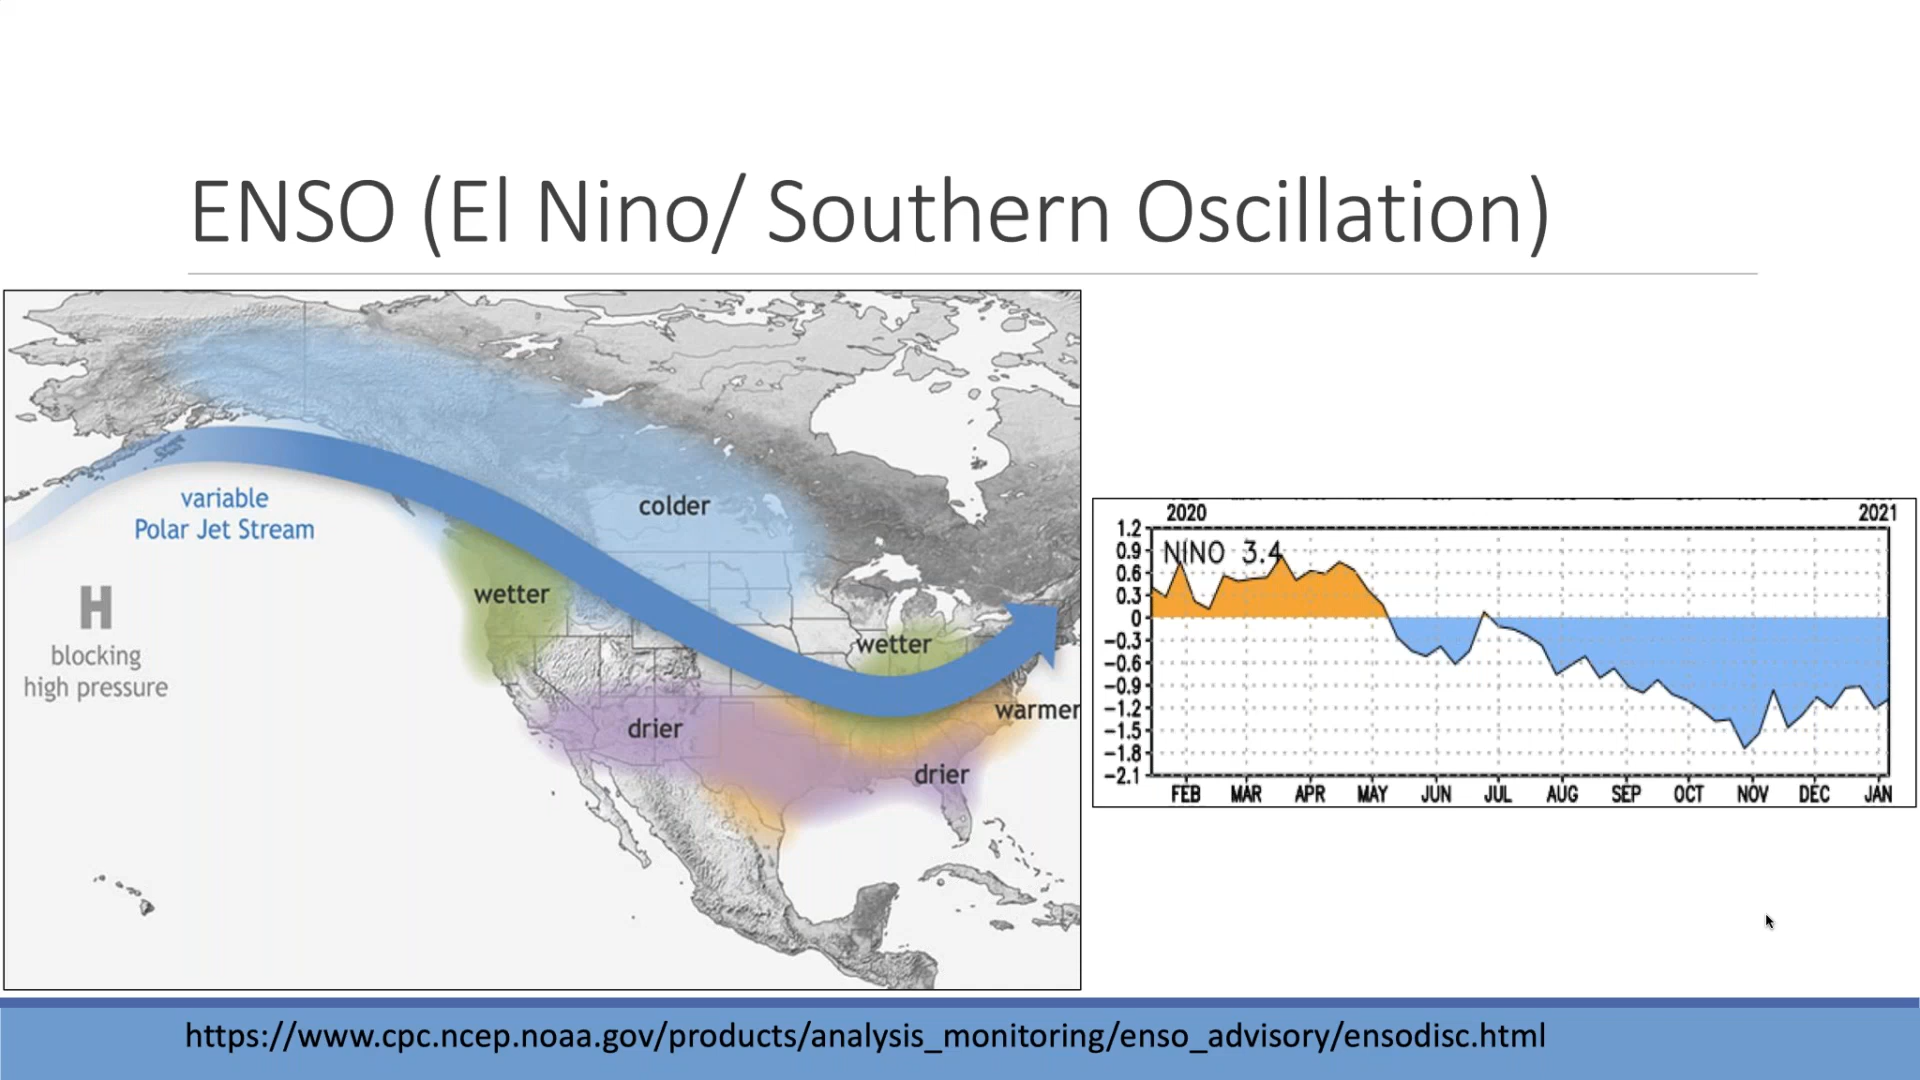 ENSO (El Nino/ Southern Oscillation)
colder
variable
Polar Jet Stream
H
blocking
high pressure
wetter
wetter
warmer
drier
drier
2020 2021
NINO 3.4
1.2
0.9
0.6
0.3
0
-0.3
-0.6
-0.9
-1.2
-1.5
-1.8
-2.1
FEB MAR APR MAY JUN JUL AUG SEP OCT NOV DEC JAN
https://www.cpc.ncep.noaa.gov/products/analysis_monitoring/enso_advisory/ensodisc.html